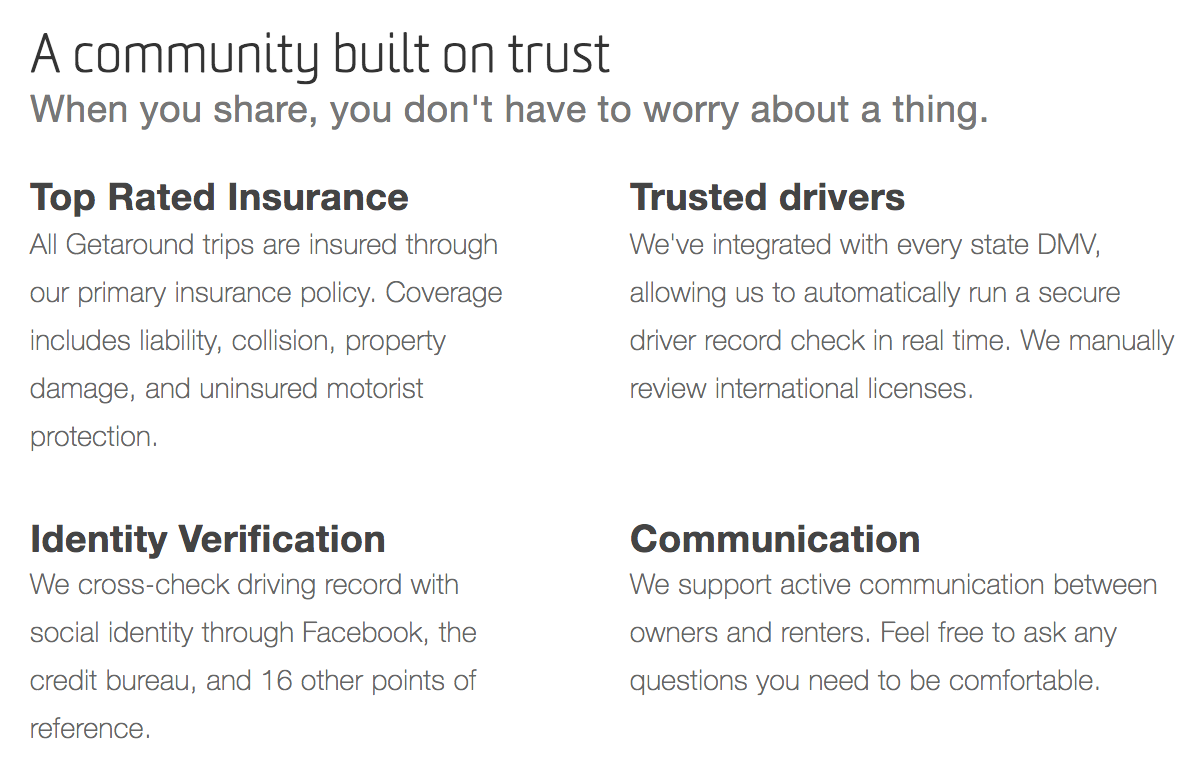 A community built on trust
When you share, you don't have to worry about a thing.
Top Rated Insurance
All Getaround trips are insured through
our primary insurance policy. Coverage
includes liability, collision, property
damage, and uninsured motorist
protection.
Trusted drivers
We've integrated with every state DMV,
allowing us to automatically run a secure
driver record check in real time. We manually
review international licenses.
Identity Verification
We cross-check driving record with
social identity through Facebook, the
credit bureau, and 16 other points of
reference.
Communication
We support active communication between
owners and renters. Feel free to ask any
questions you need to be comfortable.